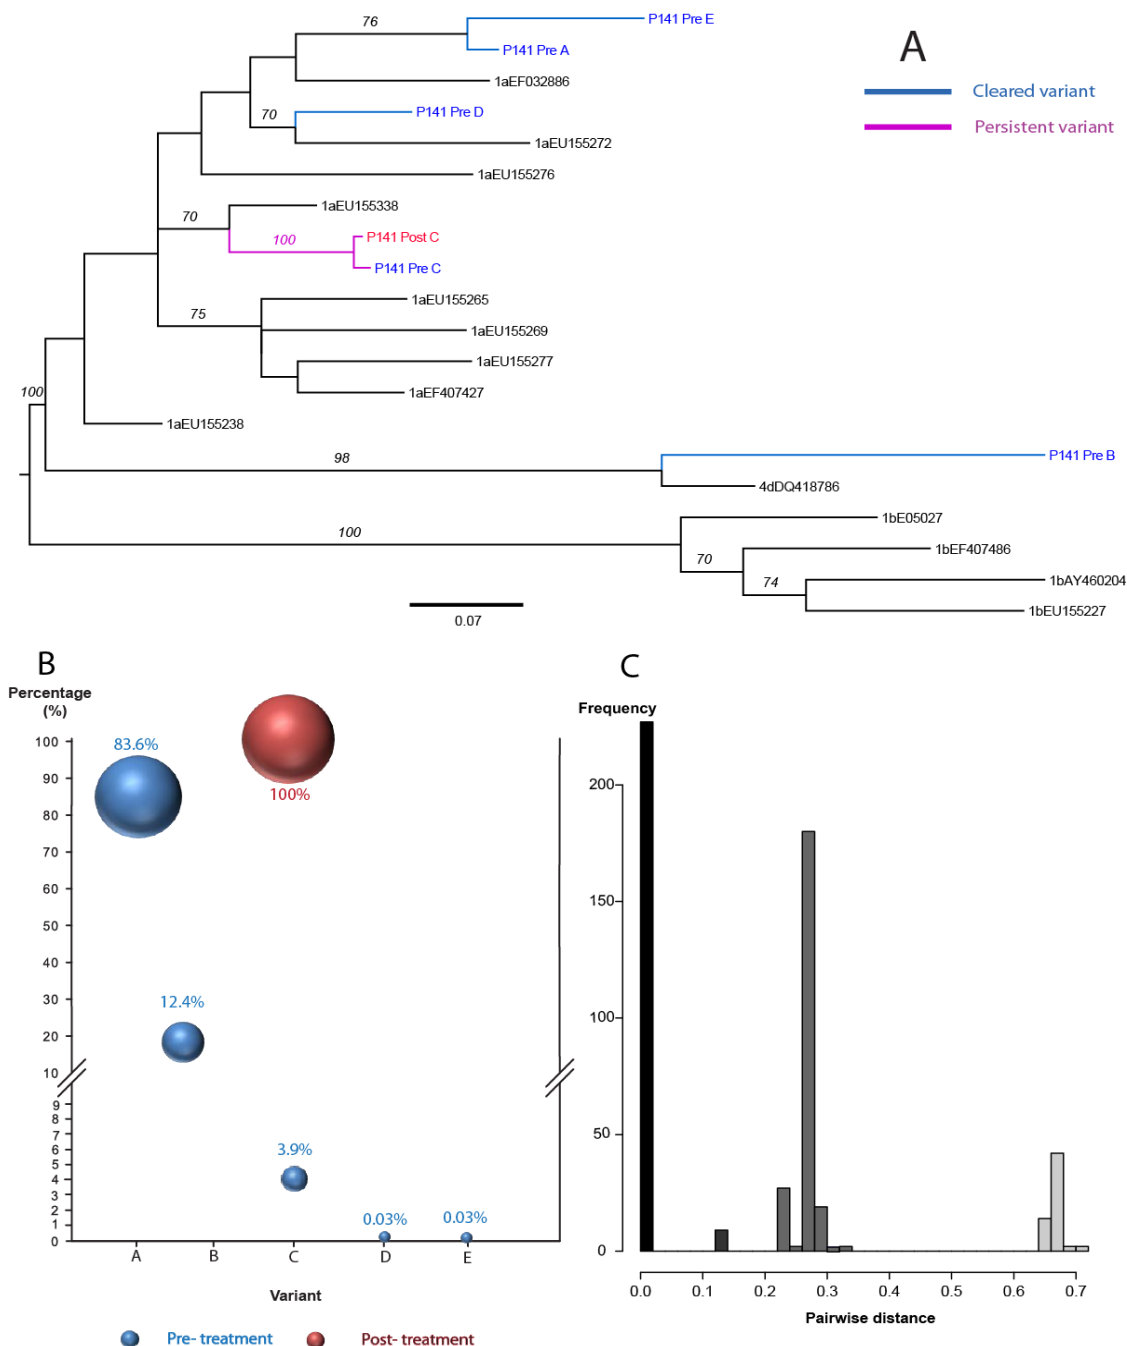 A
Cleared variant
Persistent variant
76
P141 Pre E
P141 Pre A
1aEF032886
70
P141 Pre D
1aEU155272
1aEU155276
70
1aEU155338
100
P141 Post C
P141 Pre C
75
1aEU155265
1aEU155269
1aEU155277
1aEF407427
100
1aEU155238
98
P141 Pre B
4dDQ418786
100
1bE05027
70
1bEF407486
74
1bAY460204
1bEU155227
0.07
B
Percentage
(%)
100
90
80
70
60
50
40
30
20
10
9
8
7
6
5
4
3
2
1
0
83.6%
100%
12.4%
3.9%
0.03%
0.03%
A B C D E
Variant
Pre- treatment
Post- treatment
C
Frequency
200
150
100
50
0
0.0 0.1 0.2 0.3 0.4 0.5 0.6 0.7
Pairwise distance